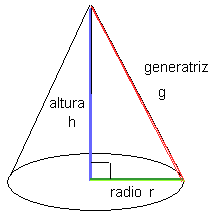 generatriz
g
altura
h
radio r